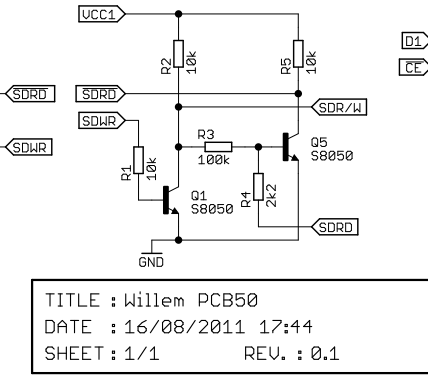 VCC1
D1
CE
R2
10k
R5
10k
SDRD
SDRD
SDR/W
SDWR
SDWR
R3
100k
Q5
S8050
R1
10k
R4
2k2
Q1
S8050
SDRD
GND
TITLE : Willem PCB50
DATE : 16/08/2011 17:44
SHEET : 1/1 REV. : 0.1